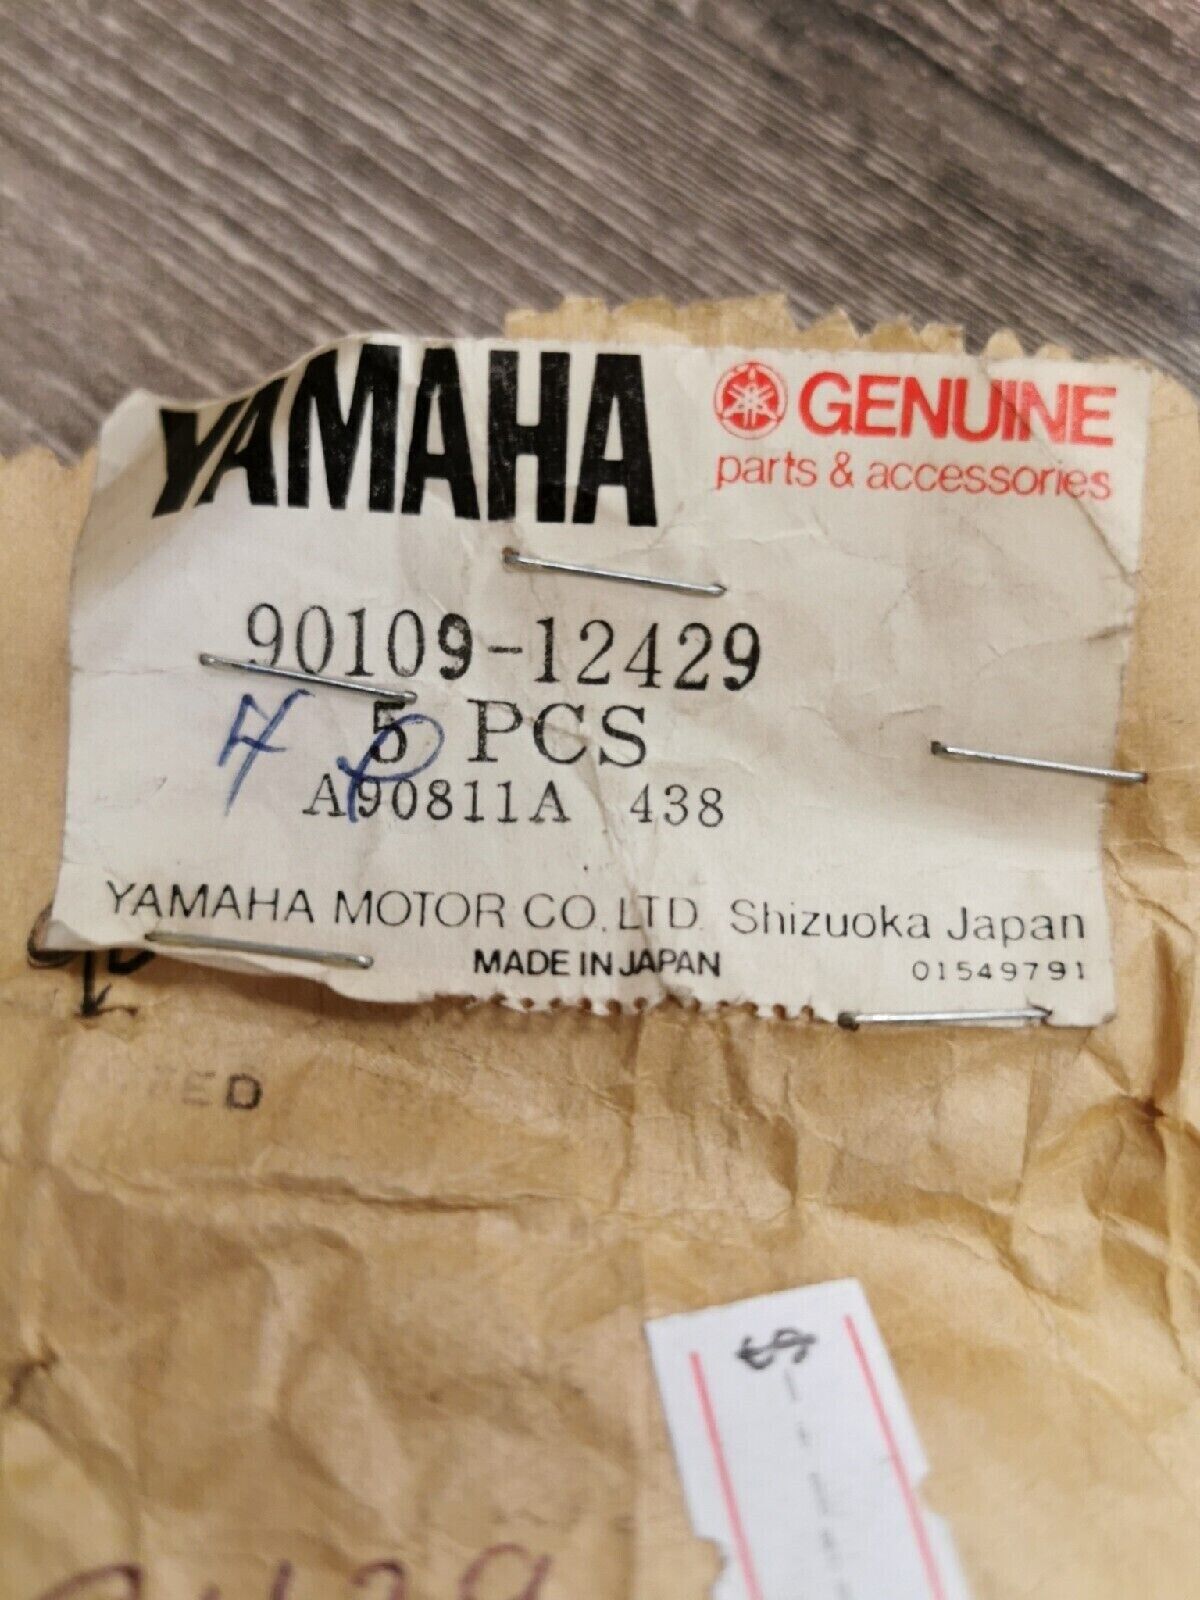 YAMAHA
GENUINE
parts & accessories
90109-12429
4 5 PCS
A90811A 438
YAMAHA MOTOR CO., LTD. Shizuoka Japan
MADE IN JAPAN
01549791